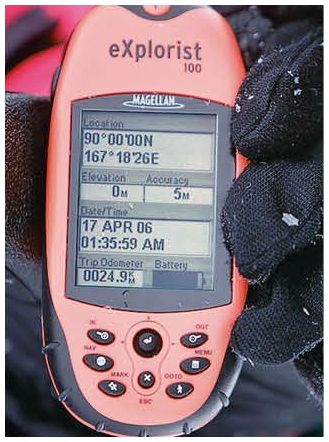 eXplorist
100
MAGELLAN
Location
90°00'00N
167°18'26E
Elevation Accuracy
0M 5M
Date/Time
17 APR 06
01:35:59 AM
Trip Odometer Battery
0024.9KM
IN OUT
NAV MENU
MARK GOTO
ESC